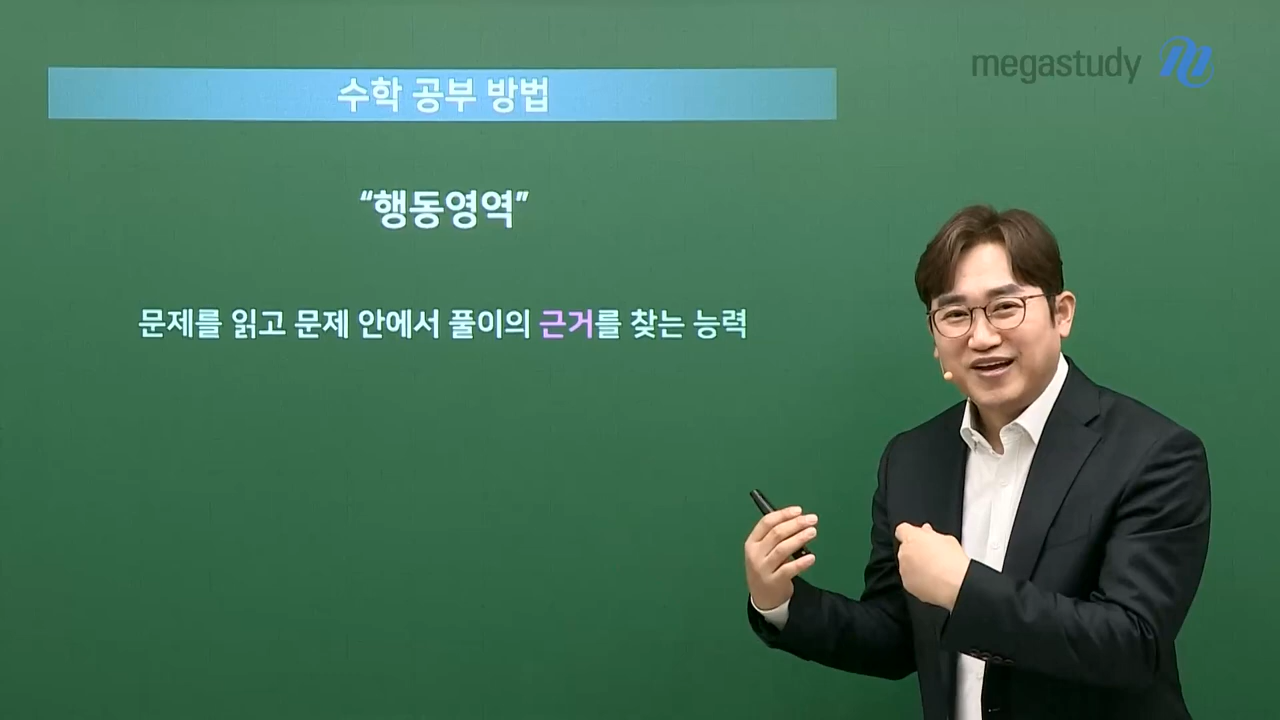 megastudy
수학 공부 방법
“행동영역”
문제를 읽고 문제 안에서 풀이의 근거를 찾는 능력